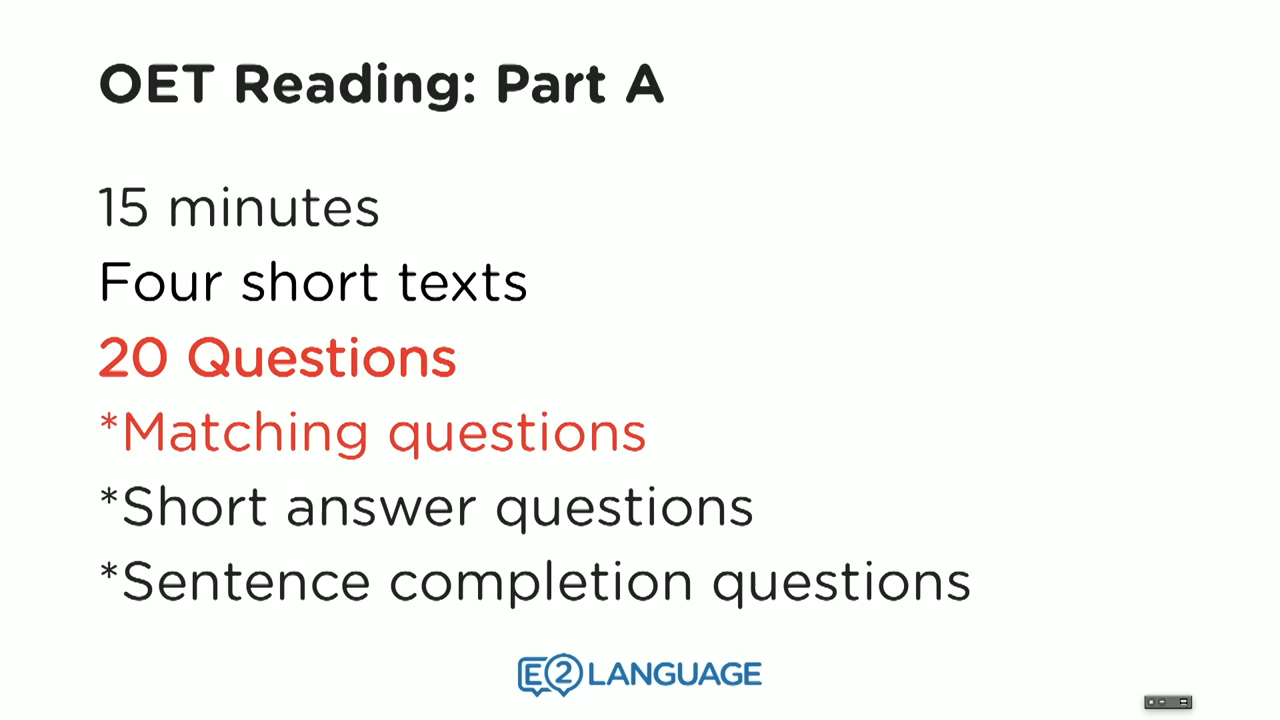 OET Reading: Part A
15 minutes
Four short texts
20 Questions
*Matching questions
*Short answer questions
*Sentence completion questions
E2 LANGUAGE